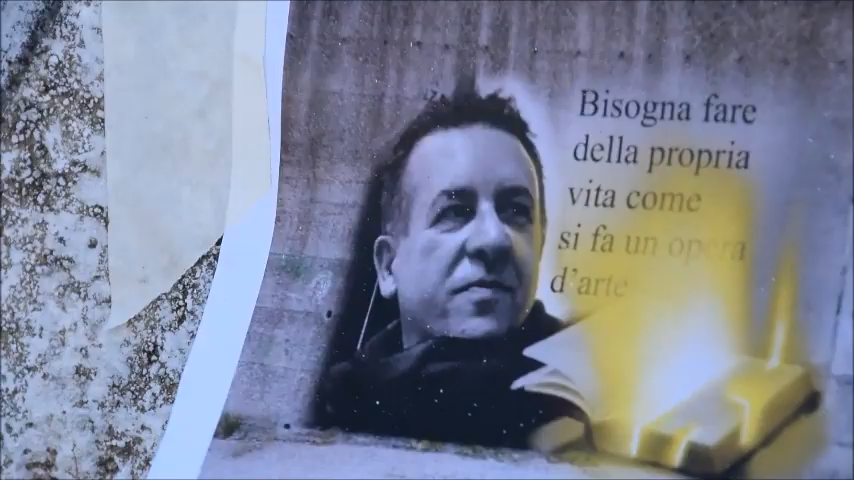 Bisogna fare
della propria
vita come
si fa un opera
d'arte